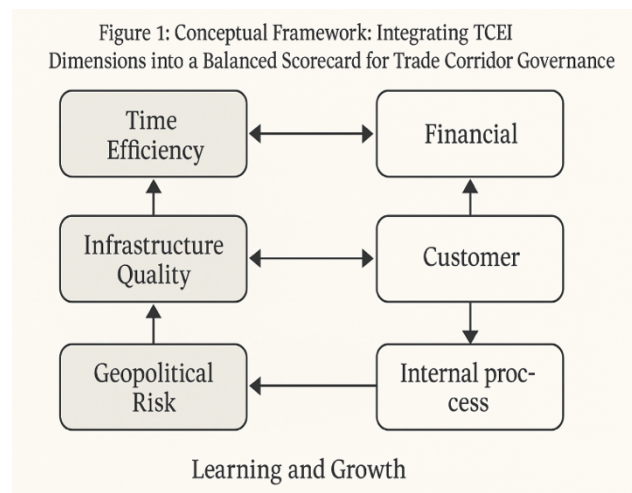 Figure 1: Conceptual Framework: Integrating TCEI
Dimensions into a Balanced Scorecard for Trade Corridor Governance
Time
Efficiency
Financial
Infrastructure
Quality
Customer
Geopolitical
Risk
Internal proc-
cess
Learning and Growth